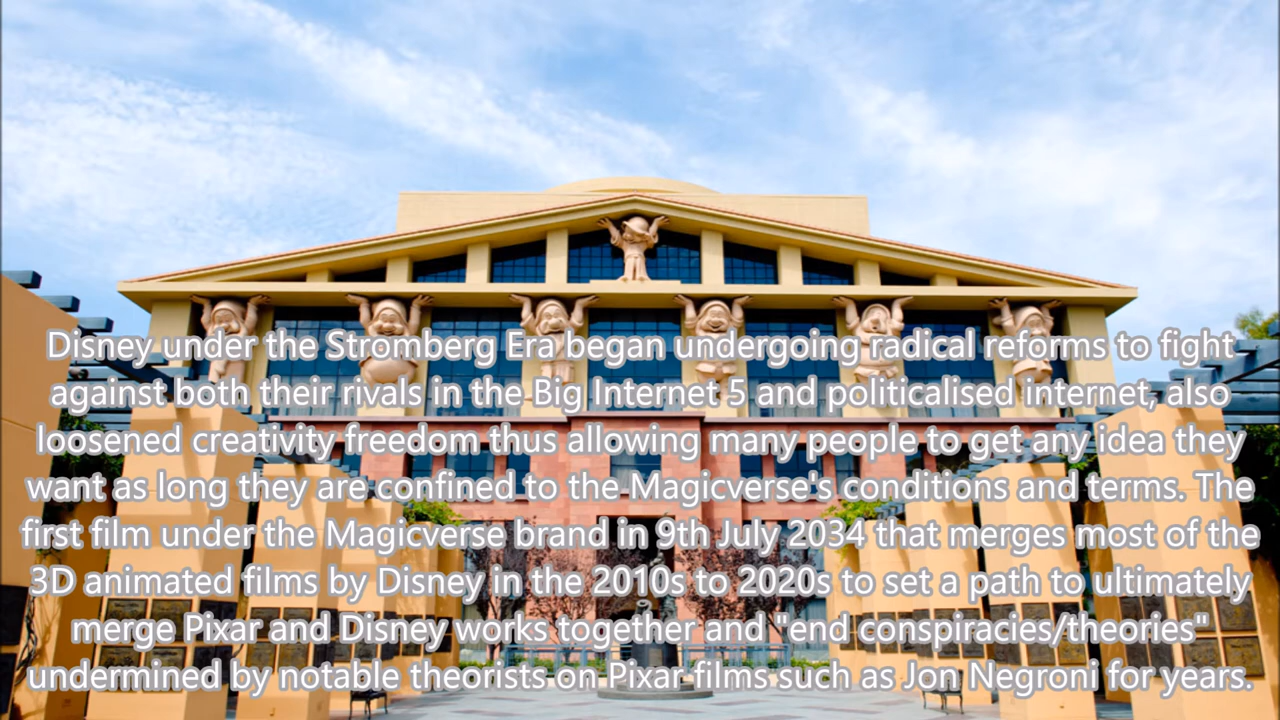 Disney under the Stromberg Era began undergoing radical reforms to fight
against both their rivals in the Big Internet 5 and politicalised internet, also
loosened creativity freedom thus allowing many people to get any idea they
want as long they are confined to the Magicverse's conditions and terms. The
first film under the Magicverse brand in 9th July 2034 that merges most of the
3D animated films by Disney in the 2010s to 2020s to set a path to ultimately
merge Pixar and Disney works together and "end conspiracies/theories"
undermined by notable theorists on Pixar films such as Jon Negroni for years.